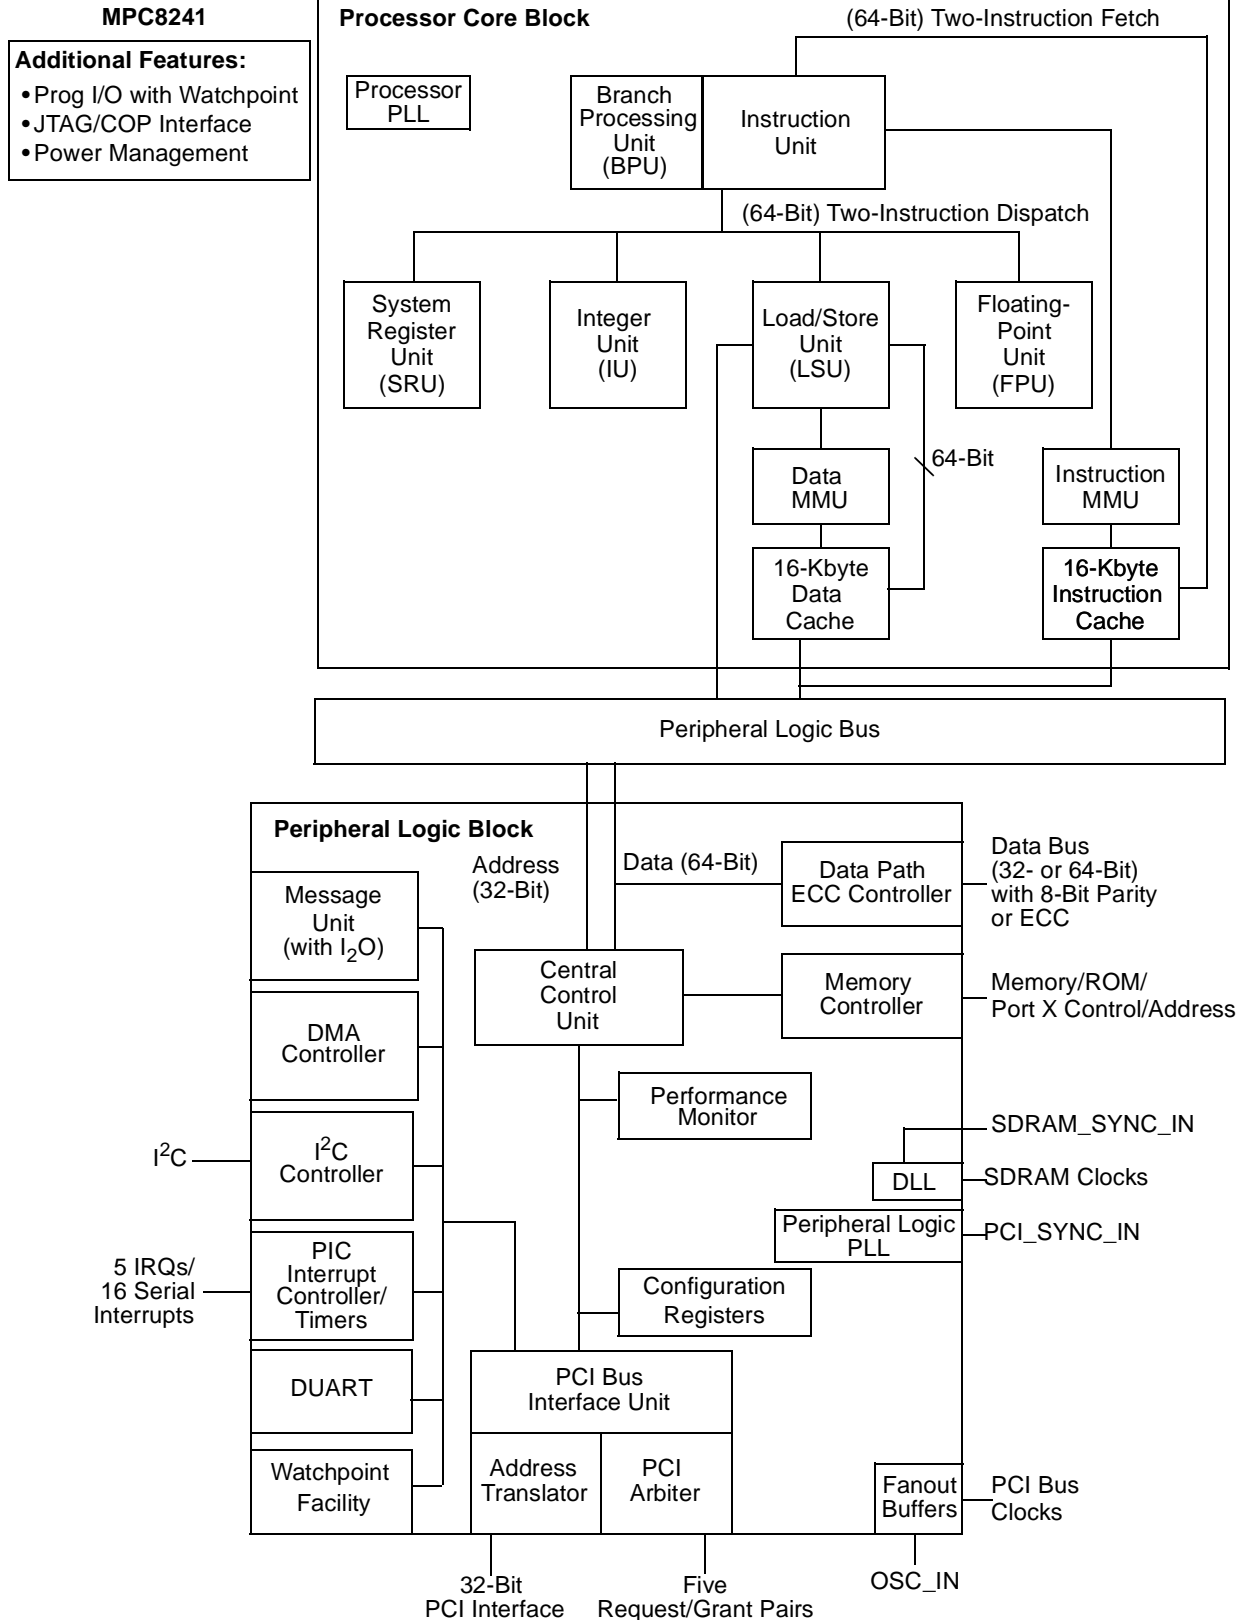 MPC8241
Additional Features:
•Prog I/O with Watchpoint
•JTAG/COP Interface
•Power Management
Processor Core Block
(64-Bit) Two-Instruction Fetch
Processor
PLL
Branch
Processing
Unit
(BPU)
Instruction
Unit
(64-Bit) Two-Instruction Dispatch
System
Register
Unit
(SRU)
Integer
Unit
(IU)
Load/Store
Unit
(LSU)
Floating-
Point
Unit
(FPU)
64-Bit
Data
MMU
Instruction
MMU
16-Kbyte
Data
Cache
16-Kbyte
Instruction
Cache
Peripheral Logic Bus
Peripheral Logic Block
Address
(32-Bit)
Data (64-Bit)
Data Path
ECC Controller
Data Bus
(32- or 64-Bit)
with 8-Bit Parity
or ECC
Message
Unit
(with I2O)
Central
Control
Unit
Memory
Controller
Memory/ROM/
Port X Control/Address
DMA
Controller
Performance
Monitor
I2C
I2C
Controller
SDRAM_SYNC_IN
DLL
SDRAM Clocks
Peripheral Logic
PLL
PCI_SYNC_IN
5 IRQs/
16 Serial
Interrupts
PIC
Interrupt
Controller/
Timers
Configuration
Registers
DUART
PCI Bus
Interface Unit
Watchpoint
Facility
Address
Translator
PCI
Arbiter
Fanout
Buffers
PCI Bus
Clocks
32-Bit
PCI Interface
Five
Request/Grant Pairs
OSC_IN